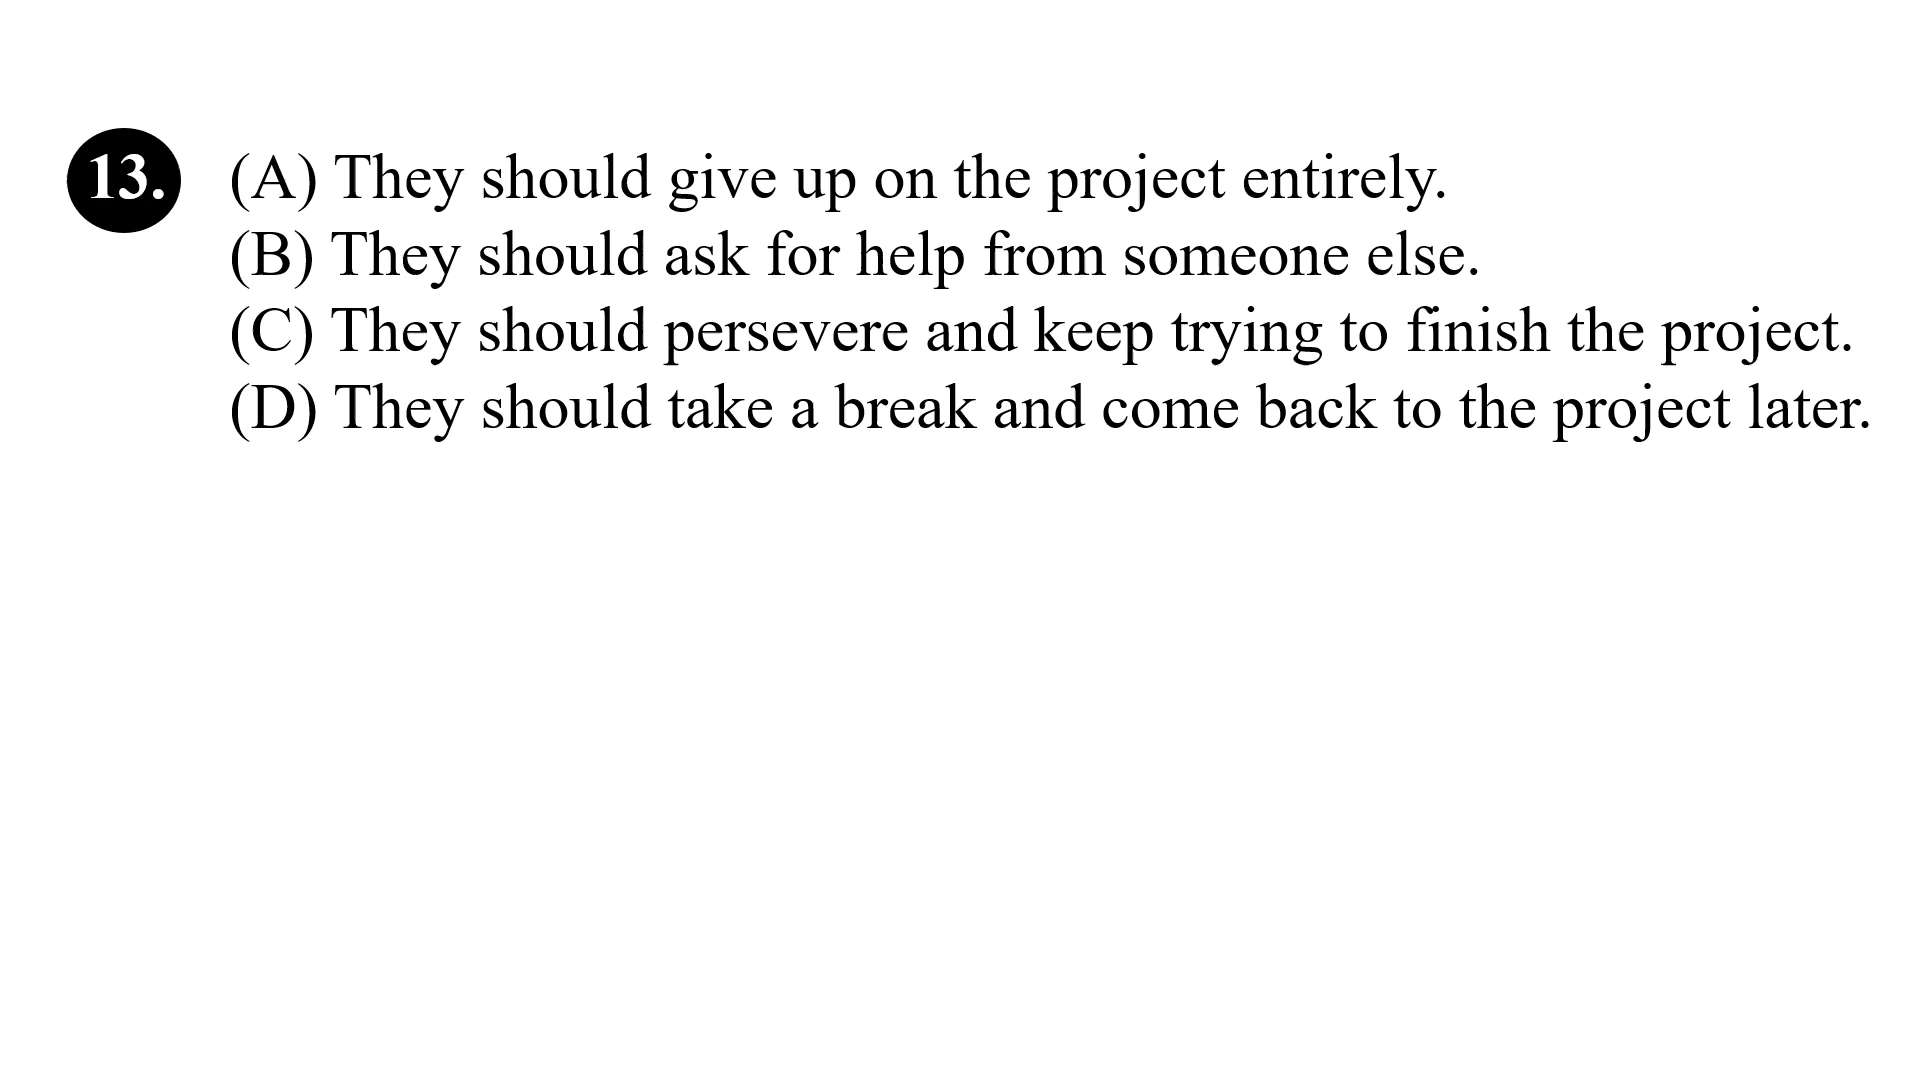 13. (A) They should give up on the project entirely.
(B) They should ask for help from someone else.
(C) They should persevere and keep trying to finish the project.
(D) They should take a break and come back to the project later.